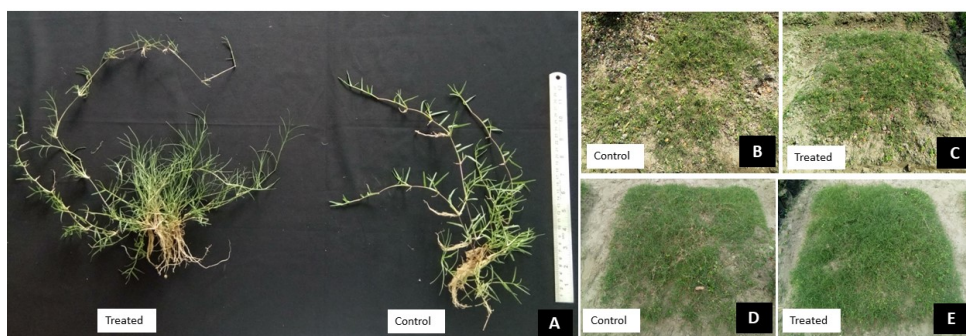 Treated
Control
A
Control
B
Treated
C
Control
D
Treated
E